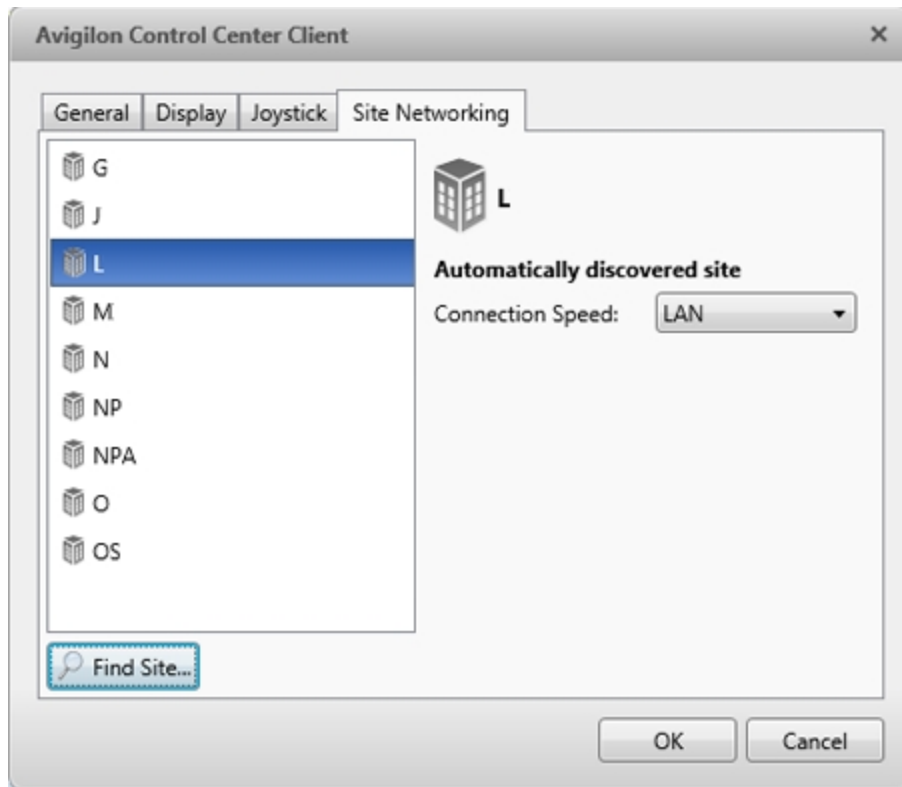 Avigilon Control Center Client
General Display Joystick Site Networking
G
J
L
M
N
NP
NPA
O
OS
L
Automatically discovered site
Connection Speed: LAN
Find Site...
OK Cancel